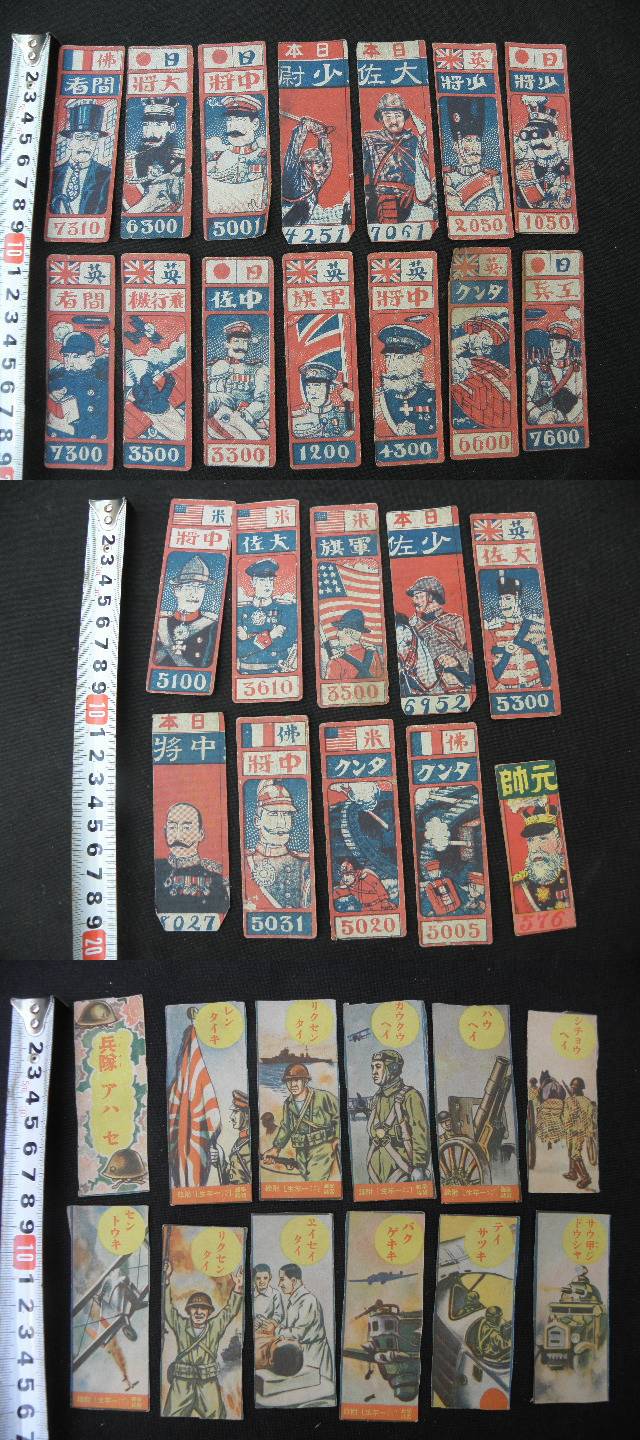 佛
者間
7310
日
將大
6300
日
將中
5001
本日
尉少
4251
本日
佐大
7061
英
將少
2050
日
將少
1050
英
者間
7300
英
機行飛
3500
日
佐中
3300
英
旗軍
1200
英
將中
4300
英
クンタ
6600
日
兵工
7600
米
將中
5100
米
佐大
3610
米
旗軍
3500
本日
佐少
6952
英
佐大
5300
本日
將中
8027
佛
將中
5031
米
クンタ
5020
佛
クンタ
5005
帥元
576
兵隊アハセ
レン
タイキ
リクセン
タイ
カウクウ
ヘイ
ハウ
ヘイ
シチョウ
ヘイ
セン
トウキ
リクセン
タイ
ヱイセイ
タイ
バク
ゲキキ
テイ
サツキ
サウ甲ジ
ドウシャ